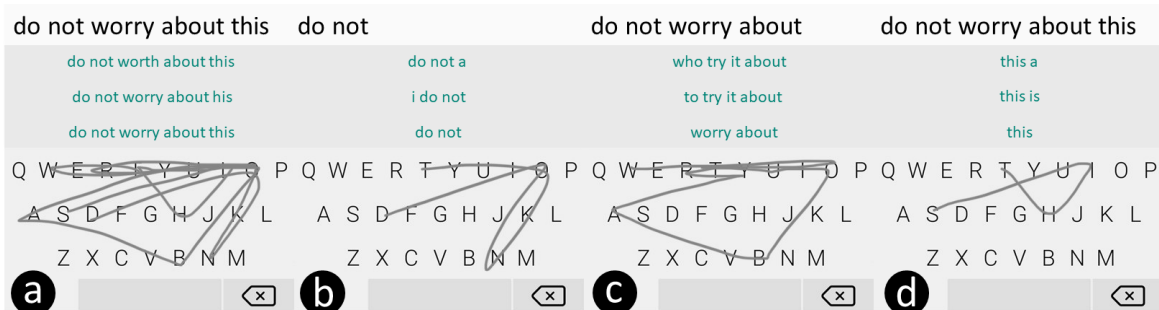 do not worry about this
do not worth about this
do not worry about his
do not worry about this
Q W E R T Y U I O P
A S D F G H J K L
Z X C V B N M
a
do not
do not a
i do not
do not
Q W E R T Y U I O P
A S D F G H J K L
Z X C V B N M
b
do not worry about
who try it about
to try it about
worry about
Q W E R T Y U I O P
A S D F G H J K L
Z X C V B N M
c
do not worry about this
this a
this is
this
Q W E R T Y U I O P
A S D F G H J K L
Z X C V B N M
d